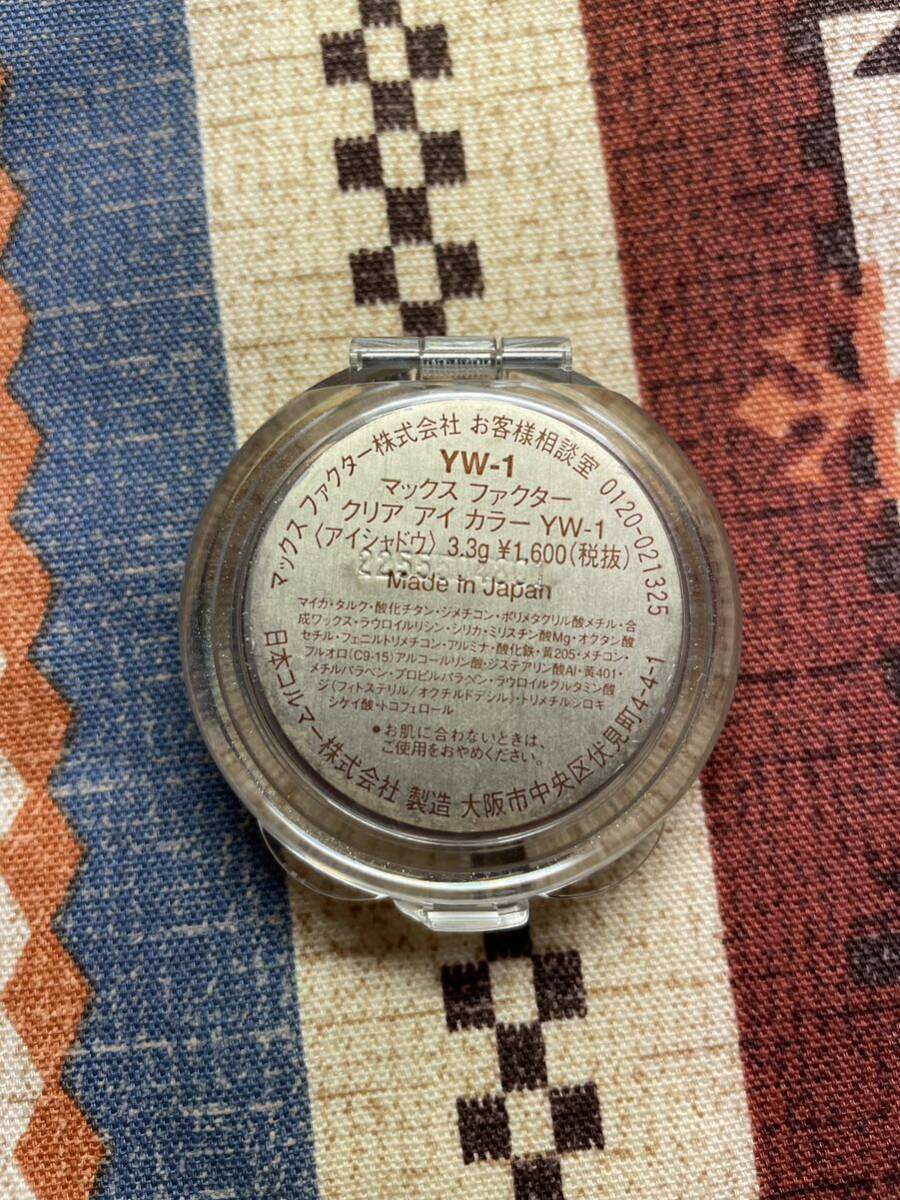 マックス ファクター株式会社 お客様相談室 0120-021325
YW-1
マックス ファクター
クリア アイ カラー YW-1
〈アイシャドウ〉3.3g ¥1,600(税抜)
Made in Japan
マイカ・タルク・酸化チタン・ジメチコン・ポリメタクリル酸メチル・合
成ワックス・ラウロイルリシン・シリカ・ミリスチン酸Mg・オクタン酸
セチル・フェニルトリメチコン・アルミナ・酸化鉄・黄205・メチコン・
フルオロ(C9-15)アルコールリン酸・ジステアリン酸Al・黄401・
メチルパラベン・プロピルパラベン・ラウロイルグルタミン酸
ジ(フィトステリル/オクチルドデシル)・トリメチルシロキ
シケイ酸・トコフェロール
●お肌に合わないときは、
ご使用をおやめください。
日本コルマー株式会社 製造 大阪市中央区伏見町4-4-1